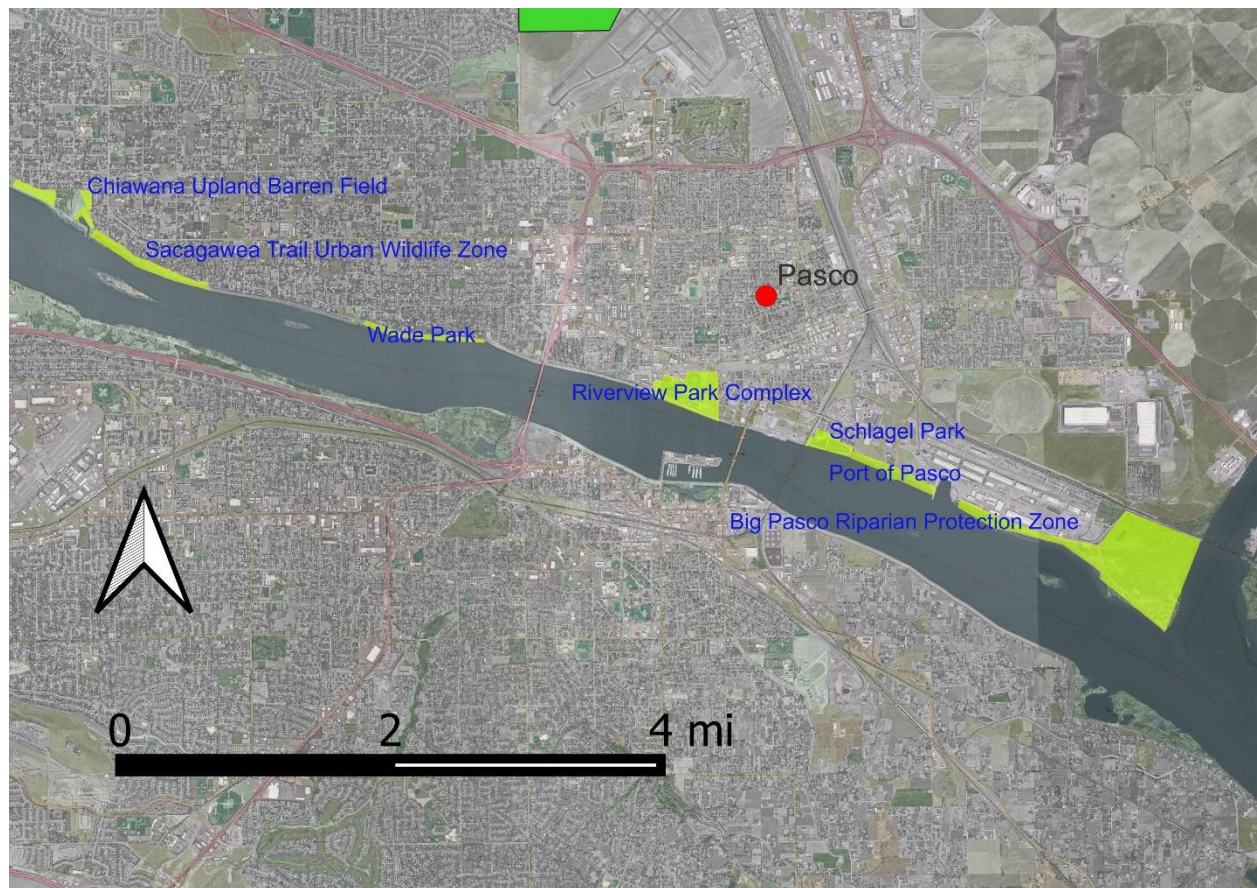 Chiawana Upland Barren Field
Sacagawea Trail Urban Wildlife Zone
Pasco
Wade Park
Riverview Park Complex
Schlagel Park
Port of Pasco
Big Pasco Riparian Protection Zone
0 2 4 mi